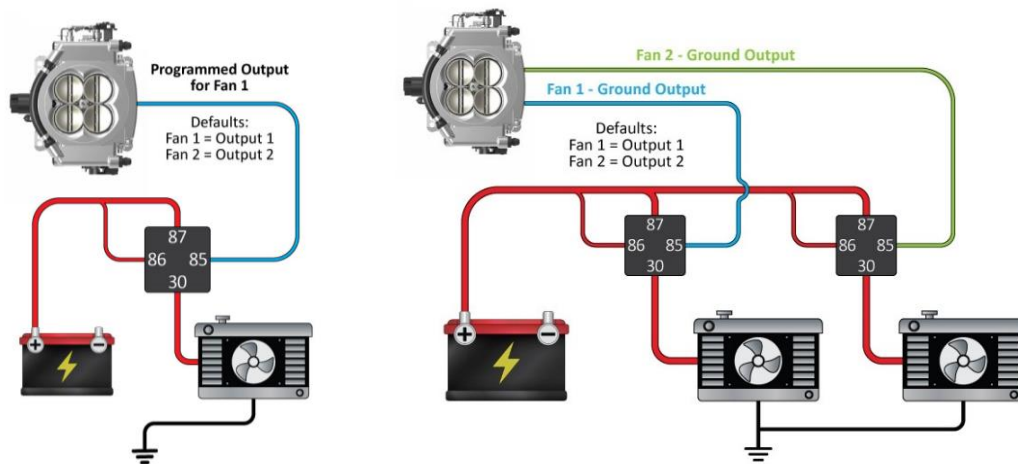 Programmed Output
for Fan 1
Defaults:
Fan 1 = Output 1
Fan 2 = Output 2
87
86 85
30
+ −
Fan 2 - Ground Output
Fan 1 - Ground Output
Defaults:
Fan 1 = Output 1
Fan 2 = Output 2
87
86 85
30
87
86 85
30
+ −